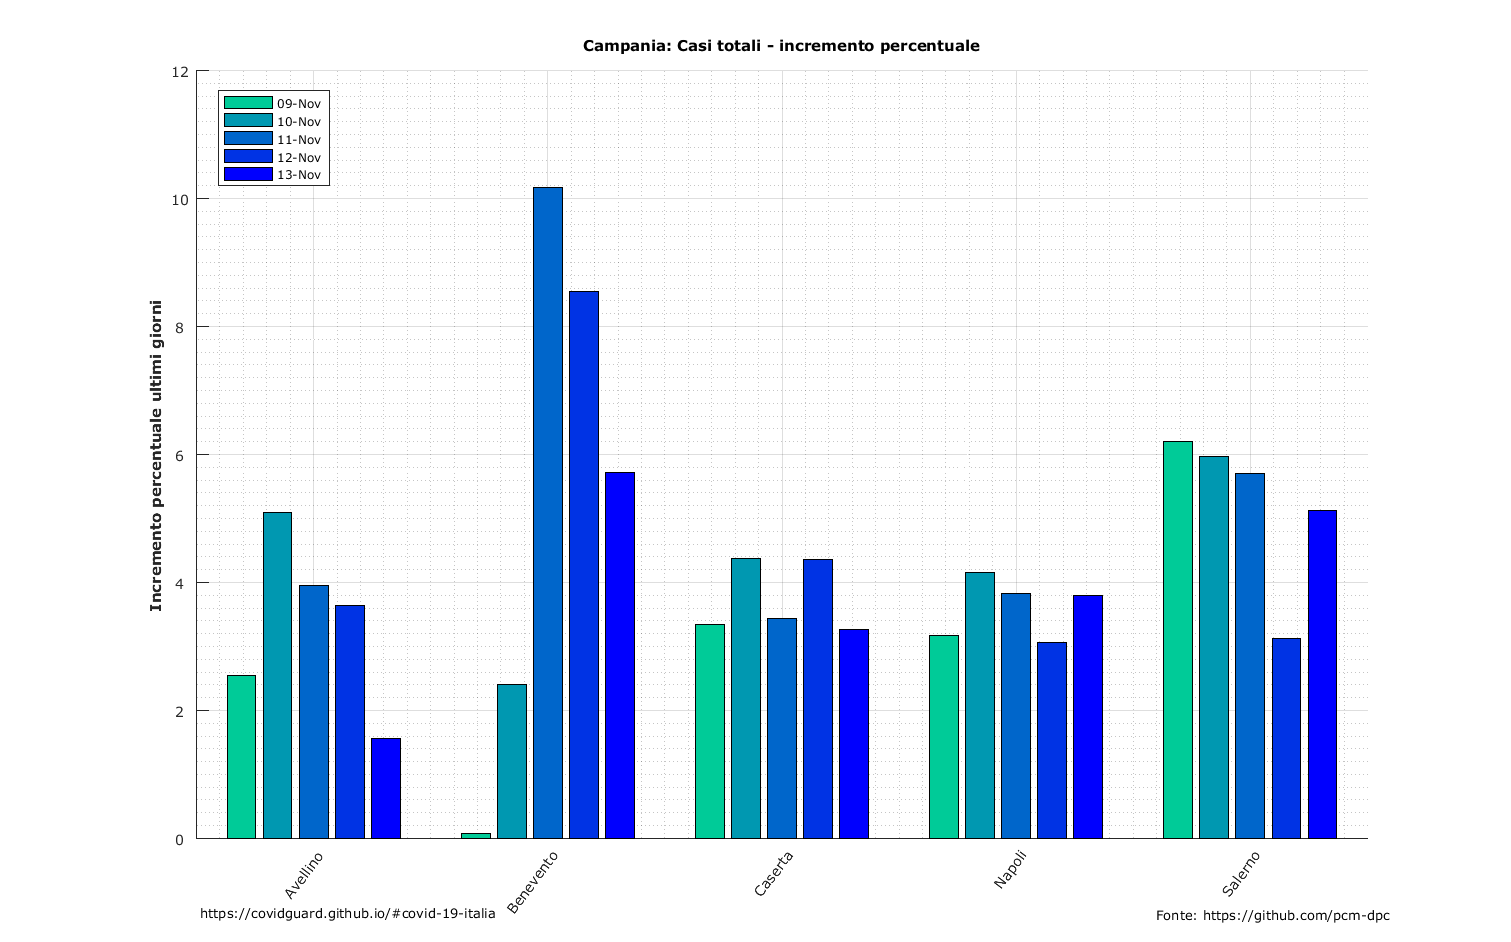 Campania: Casi totali - incremento percentuale
12
10
8
6
4
2
0
Incremento percentuale ultimi giorni
09-Nov
10-Nov
11-Nov
12-Nov
13-Nov
Avellino
Benevento
Caserta
Napoli
Salerno
https://covidguard.github.io/#covid-19-italia
Fonte: https://github.com/pcm-dpc